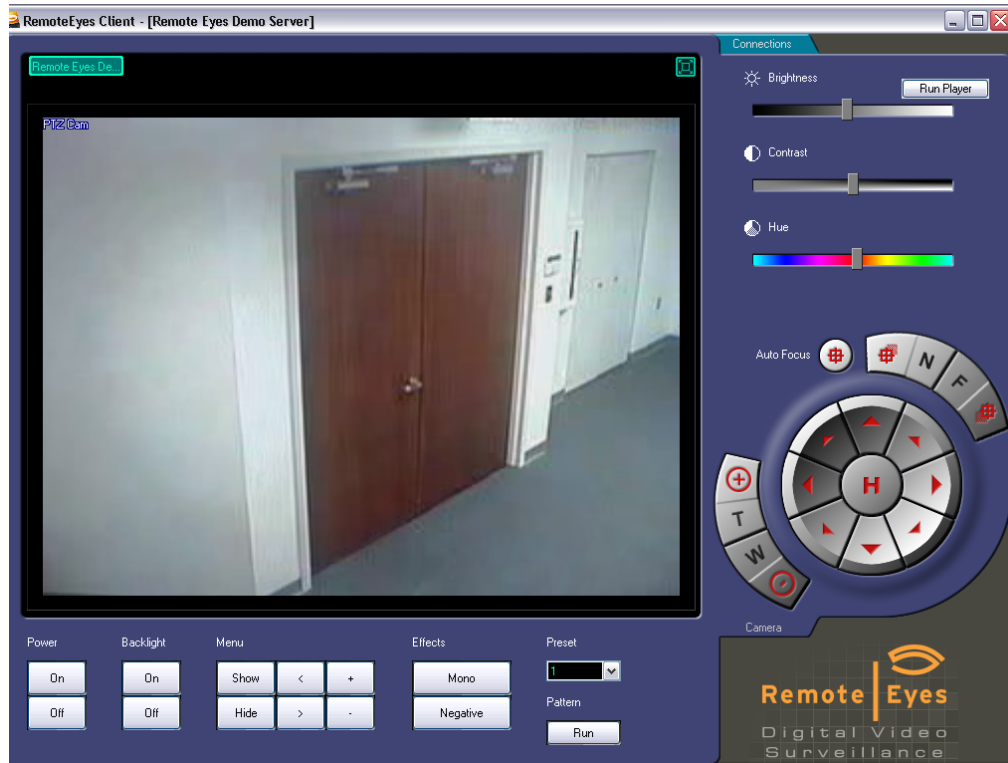 RemoteEyes Client - [Remote Eyes Demo Server]
Connections
Remote Eyes De...
PTZ Cam
Brightness
Run Player
Contrast
Hue
Auto Focus
N
F
H
T
W
Camera
Power
Backlight
Menu
Effects
Preset
On
On
Show
<
+
Mono
1
Off
Off
Hide
>
-
Negative
Pattern
Run
Remote Eyes
Digital Video
Surveillance